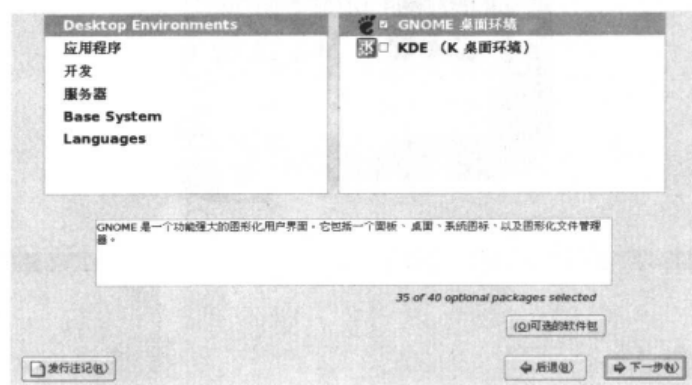 Desktop Environments
应用程序
开发
服务器
Base System
Languages
GNOME 桌面环境
KDE （K 桌面环境）
GNOME 是一个功能强大的图形化用户界面。它包括一个面板、桌面、系统图标、以及图形化文件管理
器。
35 of 40 optional packages selected
(O)可选的软件包
发行注记(R)
后退(B)
下一步(N)